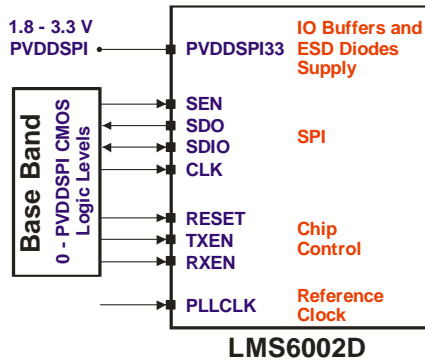 1.8 - 3.3 V
PVDDSPI
PVDDSPI33
IO Buffers and
ESD Diodes
Supply
Base Band
0 - PVDDSPI CMOS
Logic Levels
SEN
SDO
SDIO
CLK
SPI
RESET
TXEN
RXEN
Chip
Control
PLLCLK
Reference
Clock
LMS6002D